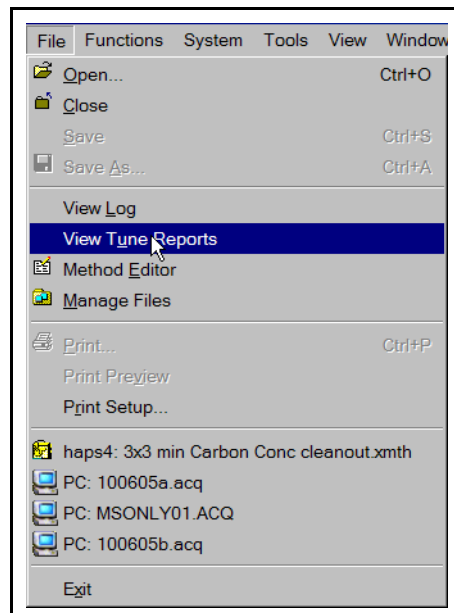 File Functions System Tools View Window
Open... Ctrl+O
Close
Save Ctrl+S
Save As... Ctrl+A
View Log
View Tune Reports
Method Editor
Manage Files
Print... Ctrl+P
Print Preview
Print Setup...
haps4: 3x3 min Carbon Conc cleanout.xmth
PC: 100605a.acq
PC: MSONLY01.ACQ
PC: 100605b.acq
Exit